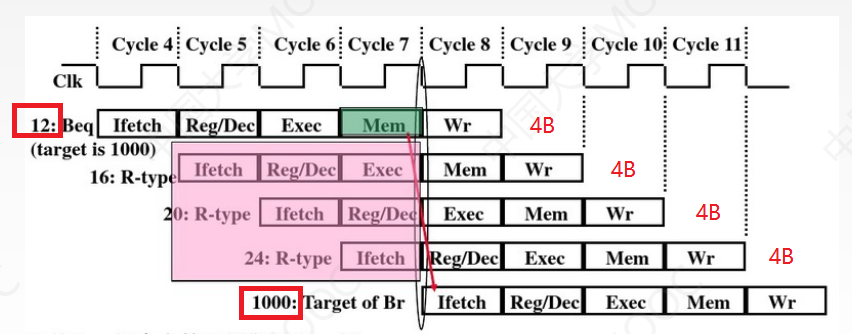 Cycle 4 Cycle 5 Cycle 6 Cycle 7 Cycle 8 Cycle 9 Cycle 10 Cycle 11
Clk
12: Beq Ifetch Reg/Dec Exec Mem Wr 4B
(target is 1000)
16: R-type Ifetch Reg/Dec Exec Mem Wr 4B
20: R-type Ifetch Reg/Dec Exec Mem Wr 4B
24: R-type Ifetch Reg/Dec Exec Mem Wr 4B
1000: Target of Br Ifetch Reg/Dec Exec Mem Wr